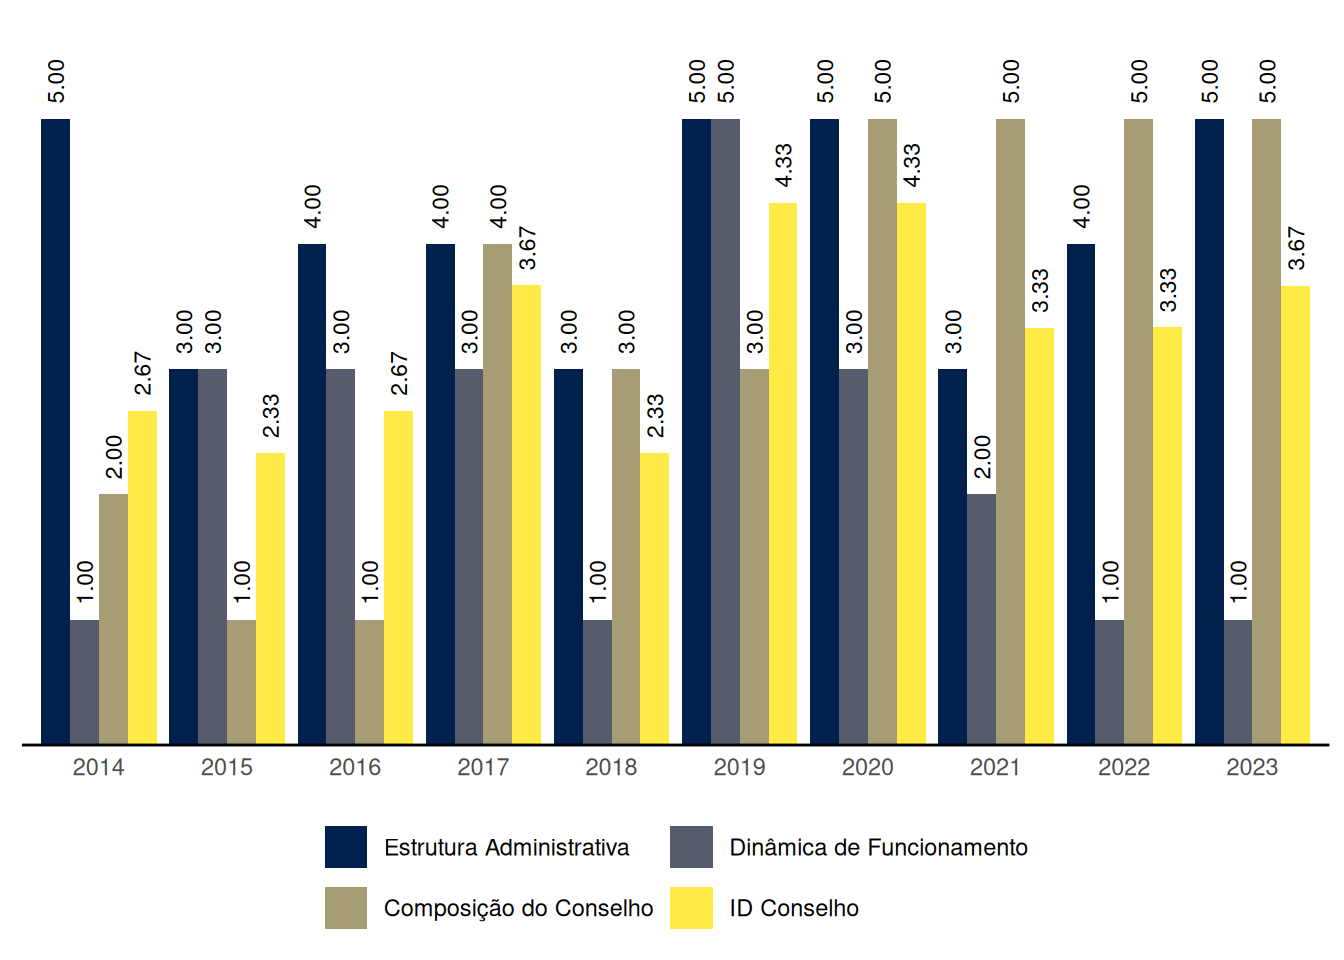 5.00 1.00 2.00 2.67
3.00 3.00 1.00 2.33
4.00 3.00 1.00 2.67
4.00 3.00 4.00 3.67
3.00 1.00 3.00 2.33
5.00 5.00 3.00 4.33
5.00 3.00 5.00 4.33
3.00 2.00 5.00 3.33
4.00 1.00 5.00 3.33
5.00 1.00 5.00 3.67
2014 2015 2016 2017 2018 2019 2020 2021 2022 2023
Estrutura Administrativa Dinâmica de Funcionamento
Composição do Conselho ID Conselho